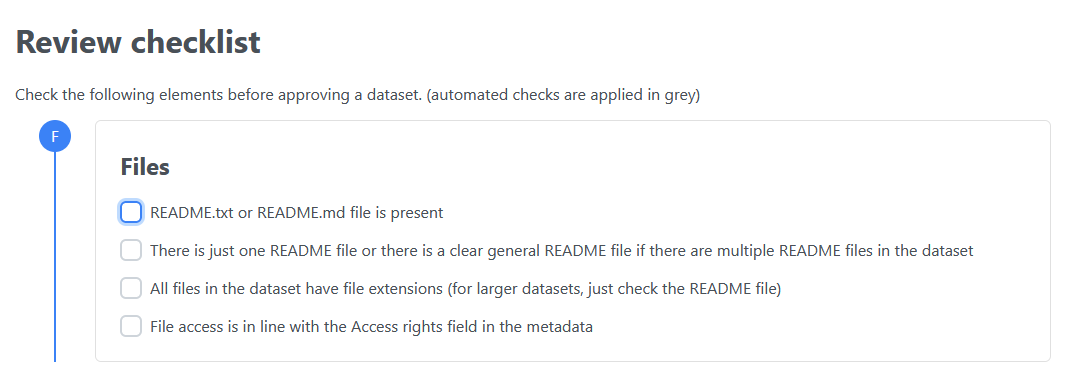 Review checklist
Check the following elements before approving a dataset. (automated checks are applied in grey)
F
Files
README.txt or README.md file is present
There is just one README file or there is a clear general README file if there are multiple README files in the dataset
All files in the dataset have file extensions (for larger datasets, just check the README file)
File access is in line with the Access rights field in the metadata